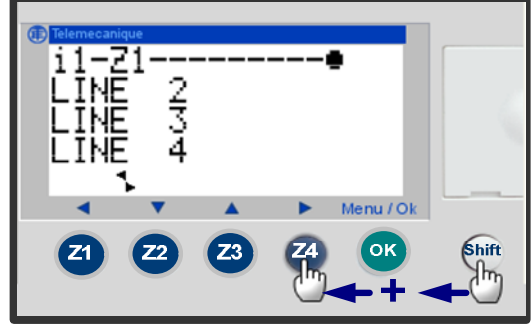 Telemecanique
i1-Z1---------
LINE 2
LINE 3
LINE 4
Menu / Ok
Z1 Z2 Z3 Z4 OK Shift
+